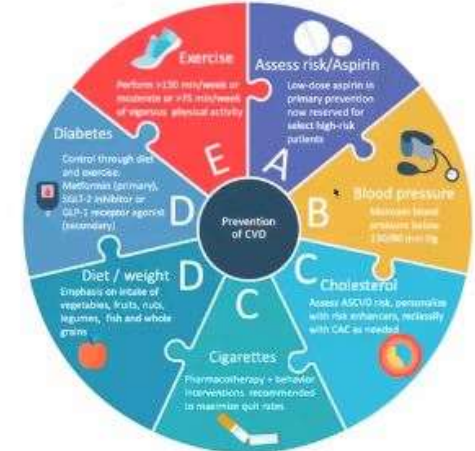 Exercise
Perform >150 min/week or
moderate or >75 min/week
of vigorous physical activity
E
Assess risk/Aspirin
Low-dose aspirin in
primary prevention
now reserved for
select high-risk
patients
A
Blood pressure
Maintain blood
pressure below
130/80 mm Hg
B
Cholesterol
Assess ASCVD risk, personalize
with risk enhancers, reclassify
with CAC as needed
C
Cigarettes
Pharmacotherapy + behavior
interventions recommended
to maximize quit rates
C
Diet / weight
Emphasis on intake of
vegetables, fruits, nuts,
legumes, fish and whole
grains
D
Diabetes
Control through diet
and exercise:
Metformin (primary),
SGLT-2 inhibitor or
GLP-1 receptor agonist
(secondary)
D
Prevention
of CVD